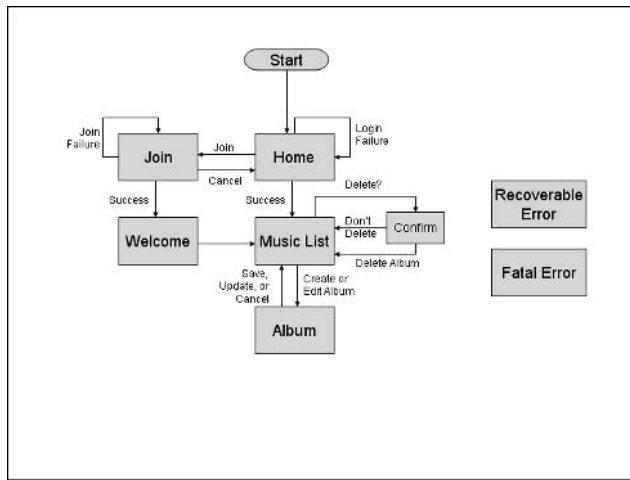 Start
Join
Failure
Login
Failure
Join
Join
Home
Cancel
Delete?
Success
Success
Recoverable
Error
Welcome
Music List
Don't
Delete
Confirm
Delete Album
Fatal Error
Save,
Update, or
Cancel
Create or
Edit Album
Album